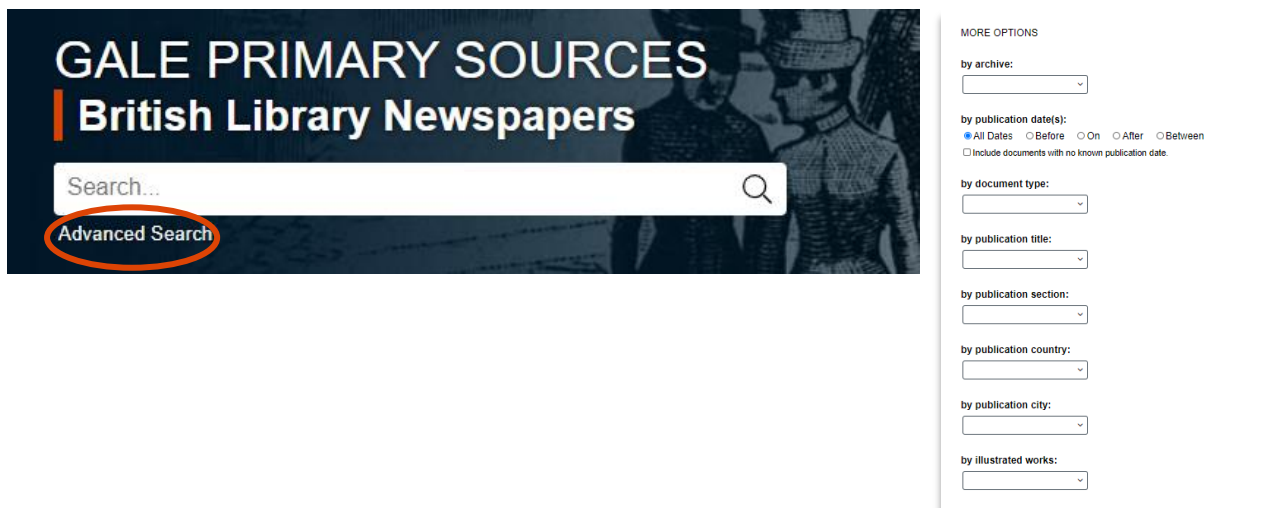 GALE PRIMARY SOURCES
British Library Newspapers
Search...
Advanced Search
MORE OPTIONS
by archive:
by publication date(s):
All Dates Before On After Between
Include documents with no known publication date.
by document type:
by publication title:
by publication section:
by publication country:
by publication city:
by illustrated works: